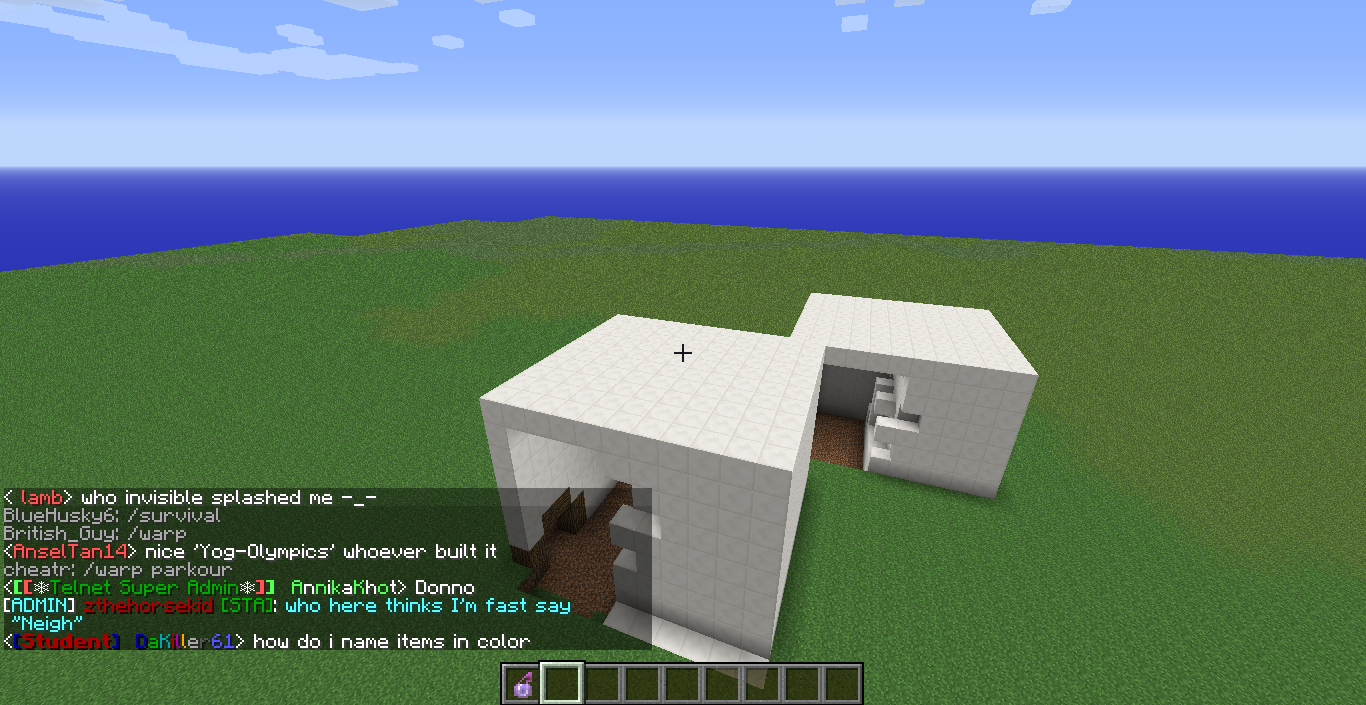 < lamb> who invisible splashed me -_-
BlueHusky6: /survival
British_Guy: /warp
<AnselTan14> nice 'Yog-Olympics' whoever built it
cheatr: /warp parkour
<[[❄Telnet Super Admin❄]] AnnikaKhot> Donno
[ADMIN] zthehorsekid [STA]: who here thinks I'm fast say
"Neigh"
<[Student] DaKiller61> how do i name items in color